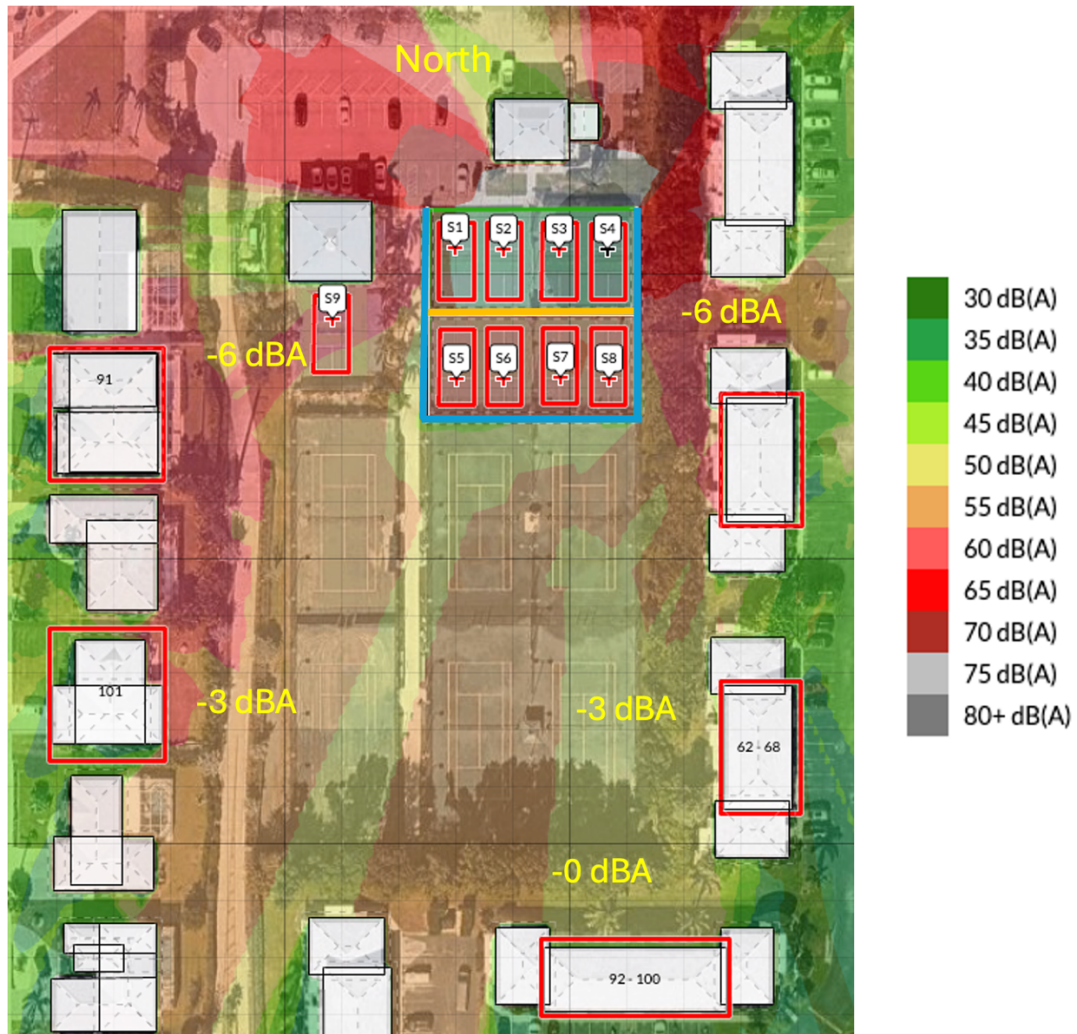 North
S1
S2
S3
S4
S9
-6 dBA
-6 dBA
S5
S6
S7
S8
91
101
-3 dBA
-3 dBA
62 - 68
-0 dBA
92 - 100
30 dB(A)
35 dB(A)
40 dB(A)
45 dB(A)
50 dB(A)
55 dB(A)
60 dB(A)
65 dB(A)
70 dB(A)
75 dB(A)
80+ dB(A)